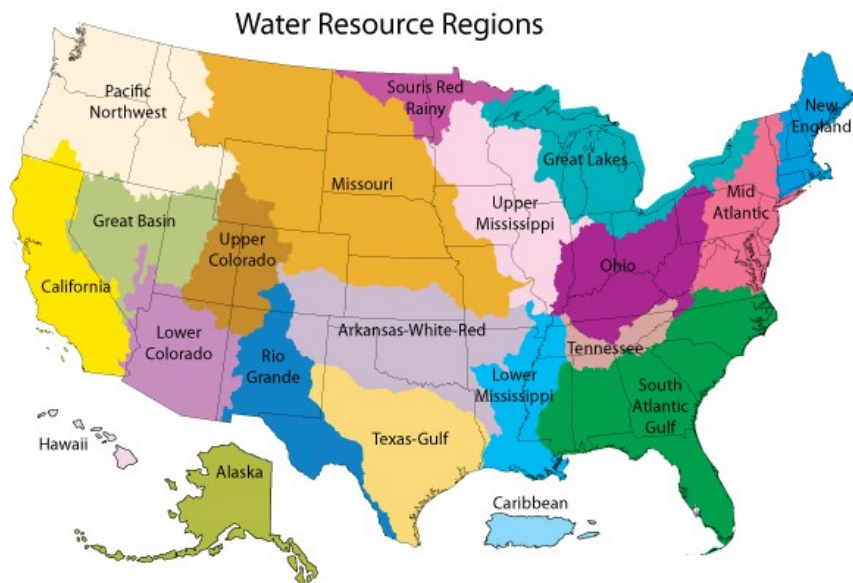 Water Resource Regions
Pacific
Northwest
Souris Red
Rainy
New
England
Great Lakes
Missouri
Upper
Mississippi
Mid
Atlantic
Great Basin
Upper
Colorado
Ohio
California
Lower
Colorado
Rio
Grande
Arkansas-White-Red
Tennessee
Lower
Mississippi
South
Atlantic
Gulf
Texas-Gulf
Hawaii
Alaska
Caribbean